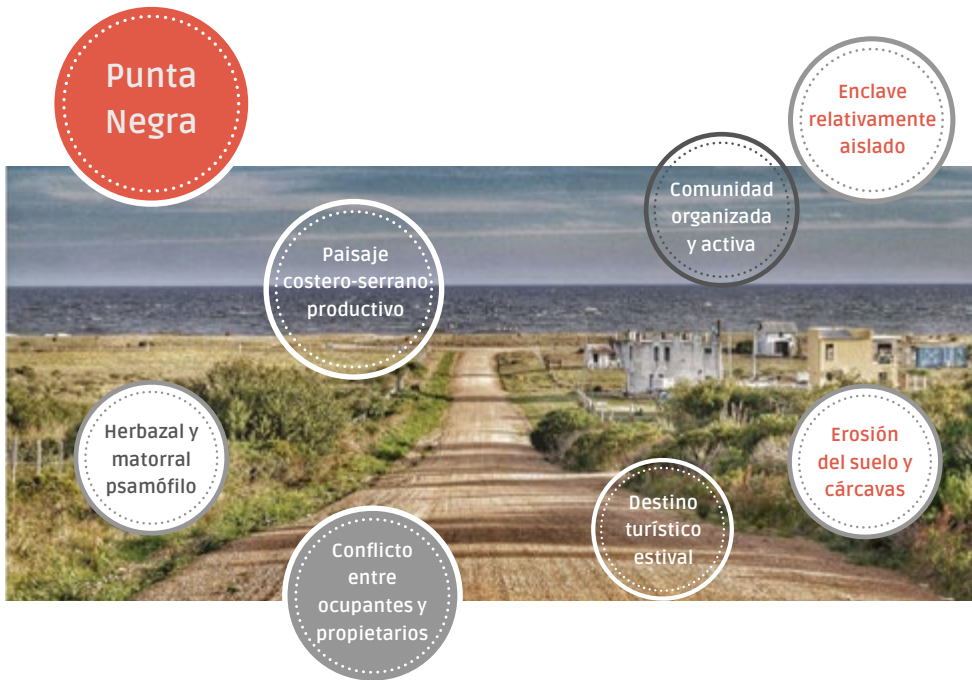 Punta
Negra
Enclave
relativamente
aislado
Comunidad
organizada
y activa
Paisaje
costero-serrano
productivo
Herbazal y
matorral
psamófilo
Erosión
del suelo y
cárcavas
Destino
turístico
estival
Conflicto
entre
ocupantes y
propietarios